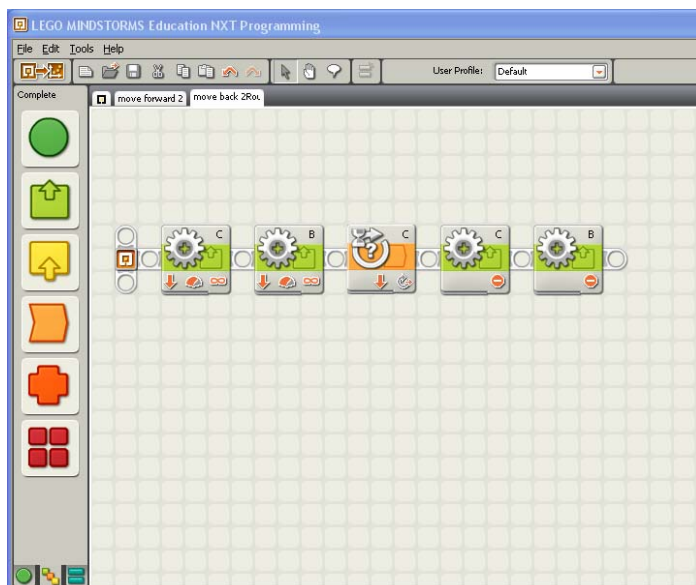 LEGO MINDSTORMS Education NXT Programming
File Edit Tools Help
User Profile: Default
Complete
move forward 2 move back 2Rou
C B C C B